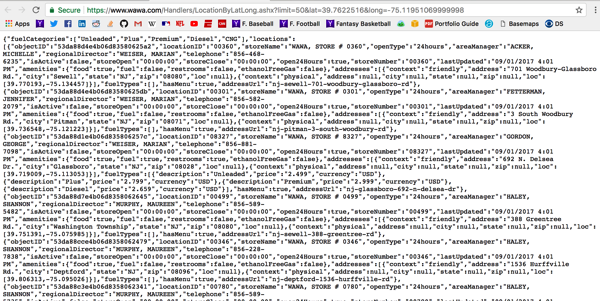 Secure https://www.wawa.com/Handlers/LocationByLatLong.ashx?limit=50&lat=39.7622516&long=-75.11951069999998
Apps Y! F. Baseball F. Football Fantasy Basketball Portfolio Guide Beacon DS
{"fuelCategories":["Unleaded","Plus","Premium","Diesel","CNG"],"locations":
[{"objectID":"locationID":"00360","storeName":"WAWA, STORE # 0360","openType":"24hours","areaManager":"ACKER,
MICHELLE","regionalDirector":"WEISER, MARIAN","telephone":"856-468-
6235","isActive":false,"storeOpen":"00:00:00","storeClose":"00:00:00","open24Hours":true,"storeNumber":"00360","lastUpdated":"09/01/2017 4:01
PM","amenities":{"food":true,"fuel":false,"restrooms":false,"ethanolFreeGas":false},"addresses":[{"context":"friendly","address":"701 Woodbury-Glassboro
Rd.","city":"Sewell","state":"NJ","zip":"08080","loc":null},{"context":"physical","address":null,"city":null,"state":null,"zip":null,"loc":
[39.770193,-75.134457]}],"fuelTypes":[],"hasMenu":true,"addressUrl":"nj-sewell-701-woodbury-glassboro-rd"},
{"objectID":"locationID":"00301","storeName":"WAWA, STORE # 0301","openType":"24hours","areaManager":"FETTERMAN,
JENNIFER","regionalDirector":"WEISER, MARIAN","telephone":"856-582-
2079","isActive":false,"storeOpen":"00:00:00","storeClose":"00:00:00","open24Hours":true,"storeNumber":"00301","lastUpdated":"09/01/2017 4:01
PM","amenities":{"food":true,"fuel":false,"restrooms":false,"ethanolFreeGas":false},"addresses":[{"context":"friendly","address":"3 South Woodbury
Rd.","city":"Pitman","state":"NJ","zip":"08071","loc":null},{"context":"physical","address":null,"city":null,"state":null,"zip":null,"loc":
[39.736548,-75.121223]}],"fuelTypes":[],"hasMenu":true,"addressUrl":"nj-pitman-3-south-woodbury-rd"},
{"objectID":"locationID":"08327","storeName":"WAWA, STORE # 8327","openType":"24hours","areaManager":"GORDON,
GEORGE","regionalDirector":"WEISER, MARIAN","telephone":"856-881-
7098","isActive":false,"storeOpen":"00:00:00","storeClose":"00:00:00","open24Hours":true,"storeNumber":"08327","lastUpdated":"09/01/2017 4:01
PM","amenities":{"food":true,"fuel":true,"restrooms":true,"ethanolFreeGas":false},"addresses":[{"context":"friendly","address":"692 N. Delsea
Dr.","city":"Glassboro","state":"NJ","zip":"08028","loc":null},{"context":"physical","address":null,"city":null,"state":null,"zip":null,"loc":
[39.719009,-75.113053]}],"fuelTypes":[{"description":"Unleaded","price":"2.499","currency":"USD"},
{"description":"Plus","price":"2.799","currency":"USD"},{"description":"Premium","price":"2.999","currency":"USD"},
{"description":"Diesel","price":"2.659","currency":"USD"}],"hasMenu":true,"addressUrl":"nj-glassboro-692-n.-delsea-dr"},
{"objectID":"locationID":"00499","storeName":"WAWA, STORE # 0499","openType":"24hours","areaManager":"HALEY,
SHANNON","regionalDirector":"MURPHY, MAUREEN","telephone":"856-589-
5482","isActive":false,"storeOpen":"00:00:00","storeClose":"00:00:00","open24Hours":true,"storeNumber":"00499","lastUpdated":"09/01/2017 4:01
PM","amenities":{"food":true,"fuel":false,"restrooms":false,"ethanolFreeGas":false},"addresses":[{"context":"friendly","address":"388 Greentree
Rd","city":"Washington Township","state":"NJ","zip":"08080","loc":null},{"context":"physical","address":null,"city":null,"state":null,"zip":null,"loc":
[39.751391,-75.075985]}],"fuelTypes":[],"hasMenu":true,"addressUrl":"nj-sewell-388-greentree-rd"},
{"objectID":"locationID":"00346","storeName":"WAWA, STORE # 0346","openType":"24hours","areaManager":"HALEY,
SHANNON","regionalDirector":"MURPHY, MAUREEN","telephone":"856-228-
7838","isActive":false,"storeOpen":"00:00:00","storeClose":"00:00:00","open24Hours":true,"storeNumber":"00346","lastUpdated":"09/01/2017 4:01
PM","amenities":{"food":true,"fuel":false,"restrooms":false,"ethanolFreeGas":false},"addresses":[{"context":"friendly","address":"1536 Hurffville
Rd","city":"Deptford","state":"NJ","zip":"08096","loc":null},{"context":"physical","address":null,"city":null,"state":null,"zip":null,"loc":
[39.806313,-75.095026]}],"fuelTypes":[],"hasMenu":true,"addressUrl":"nj-deptford-1536-hurffville-rd"},
{"objectID":"locationID":"00780","storeName":"WAWA, STORE # 0780","openType":"24hours","areaManager":"HALEY,
SHANNON","regionalDirector":"MURPHY, MAUREEN","telephone":"856-589-